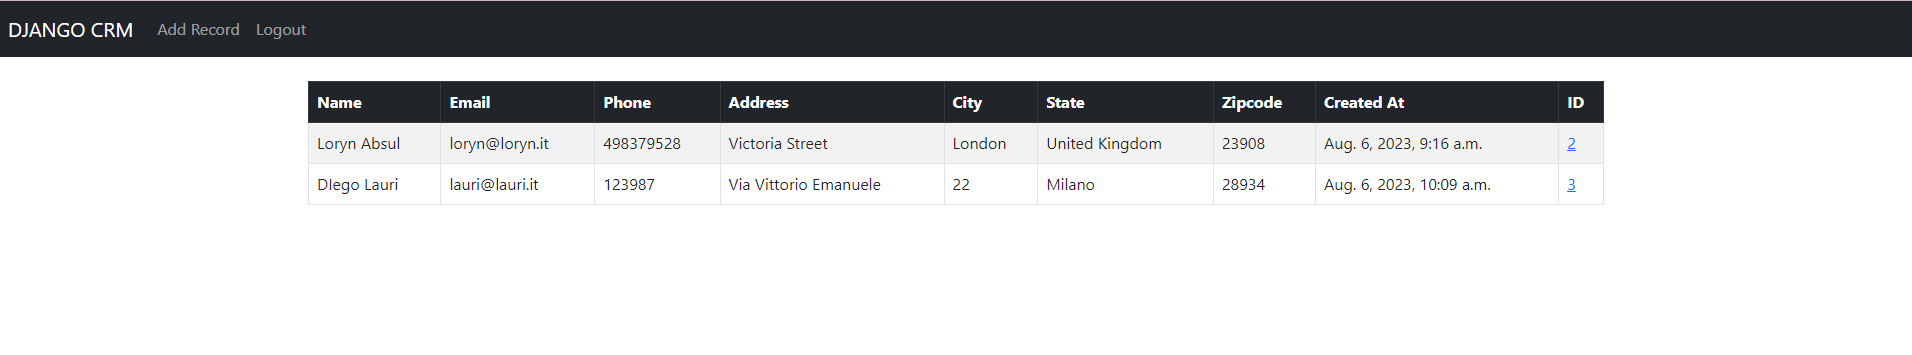 DJANGO CRM Add Record Logout
Name Email Phone Address City State Zipcode Created At ID
Loryn Absul loryn@loryn.it 498379528 Victoria Street London United Kingdom 23908 Aug. 6, 2023, 9:16 a.m. 2
DIego Lauri lauri@lauri.it 123987 Via Vittorio Emanuele 22 Milano 28934 Aug. 6, 2023, 10:09 a.m. 3